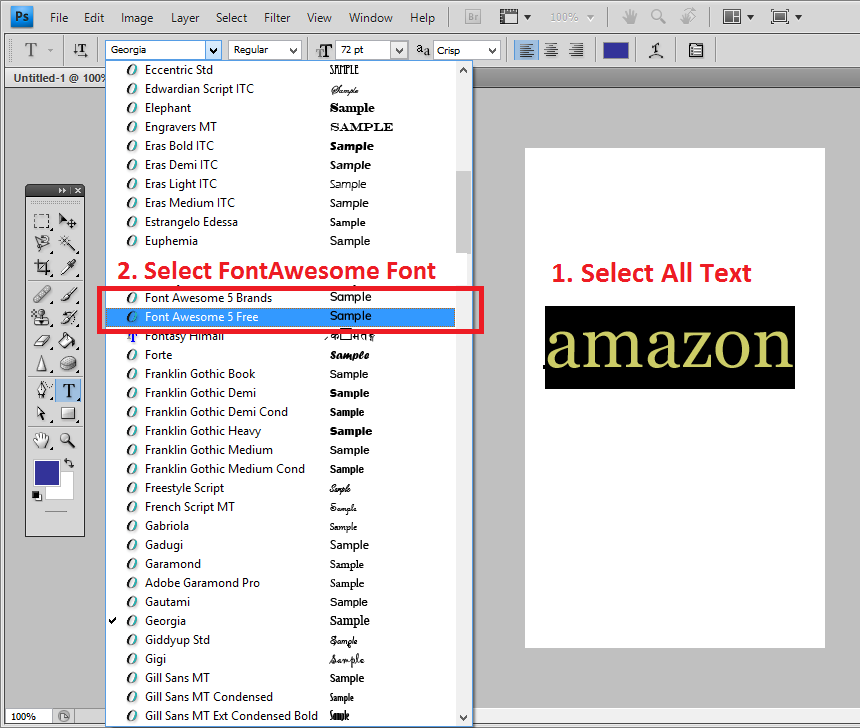 Ps File Edit Image Layer Select Filter View Window Help Br 100%
T Georgia Regular 72 pt aa Crisp
Untitled-1 @ 100%
Eccentric Std SAMPLE
Edwardian Script ITC Sample
Elephant Sample
Engravers MT SAMPLE
Eras Bold ITC Sample
Eras Demi ITC Sample
Eras Light ITC Sample
Eras Medium ITC Sample
Estrangelo Edessa Sample
Euphemia Sample
2. Select FontAwesome Font
1. Select All Text
Font Awesome 5 Brands Sample
Font Awesome 5 Free Sample
Fontasy Himali
amazon
Forte Sample
Franklin Gothic Book Sample
Franklin Gothic Demi Sample
Franklin Gothic Demi Cond Sample
Franklin Gothic Heavy Sample
Franklin Gothic Medium Sample
Franklin Gothic Medium Cond Sample
Freestyle Script Sample
French Script MT Sample
Gabriola Sample
Gadugi Sample
Garamond Sample
Adobe Garamond Pro Sample
Gautami Sample
Georgia Sample
Giddyup Std Sample
Gigi Sample
Gill Sans MT Sample
Gill Sans MT Condensed Sample
Gill Sans MT Ext Condensed Bold Sample
100%